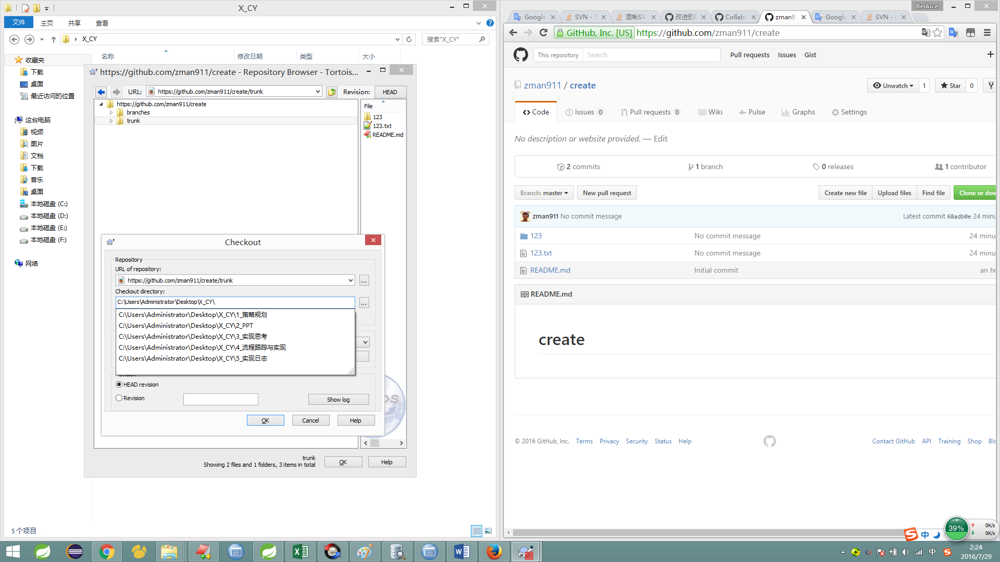 X_CY
文件 主页 共享 查看
X_CY
搜索"X_CY"
名称 修改日期 类型 大小
收藏夹
下载
桌面
最近访问的位置
这台电脑
视频
图片
文档
下载
音乐
桌面
本地磁盘 (C:)
本地磁盘 (D:)
本地磁盘 (E:)
本地磁盘 (F:)
网络
5 个项目
https://github.com/zman911/create - Repository Browser - Tortois...
URL: https://github.com/zman911/create/trunk Revision: HEAD
https://github.com/zman911/create
branches
trunk
File
123
123.txt
README.md
Checkout
Repository
URL of repository:
https://github.com/zman911/create/trunk
...
Checkout directory:
C:\Users\Administrator\Desktop\X_CY\
...
C:\Users\Administrator\Desktop\X_CY\1_策略规划
C:\Users\Administrator\Desktop\X_CY\2_PPT
C:\Users\Administrator\Desktop\X_CY\3_实现思考
C:\Users\Administrator\Desktop\X_CY\4_流程跟踪与实现
C:\Users\Administrator\Desktop\X_CY\5_实现日志
HEAD revision
Revision
Show log
OK Cancel Help
trunk
Showing 2 files and 1 folders, 3 items in total
OK Help
Reduce
Google SVN - 混帐SV 改进的 Collab zman9 Google SVN -
GitHub, Inc. [US] https://github.com/zman911/create
This repository Search Pull requests Issues Gist
zman911 / create
Unwatch 1 Star 0
Code Issues 0 Pull requests 0 Wiki Pulse Graphs Settings
No description or website provided. — Edit
2 commits 1 branch 0 releases 1 contributor
Branch: master New pull request Create new file Upload files Find file Clone or dow
zman911 No commit message Latest commit 68adb0e 24 minu
123 No commit message 24 minu
123.txt No commit message 24 minu
README.md Initial commit an ho
README.md
create
© 2016 GitHub, Inc. Terms Privacy Security Status Help Contact GitHub API Training Shop Blo
39% 0K/s
0K/s
中
中
2:24
2016/7/29